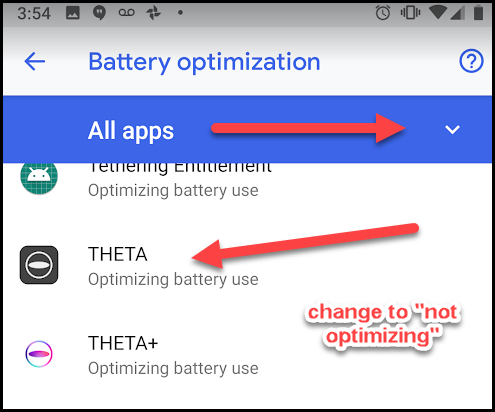 3:54
Battery optimization
All apps
Tethering Entitlement
Optimizing battery use
THETA
Optimizing battery use
change to "not
optimizing"
THETA+
Optimizing battery use